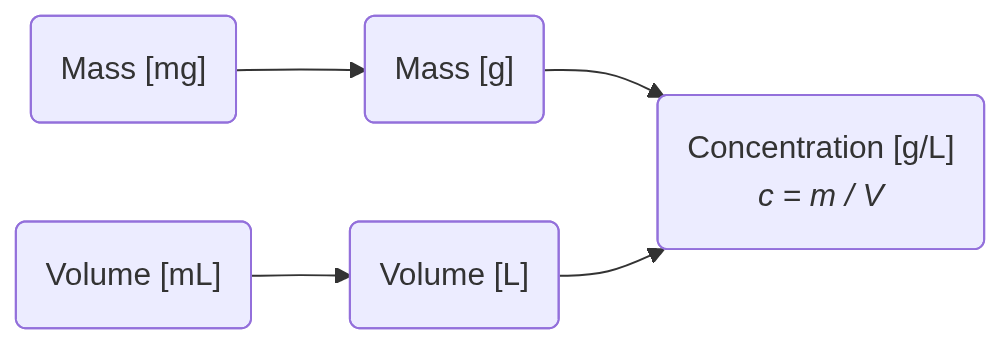 Mass [mg]
Mass [g]
Concentration [g/L]
c = m / V
Volume [mL]
Volume [L]